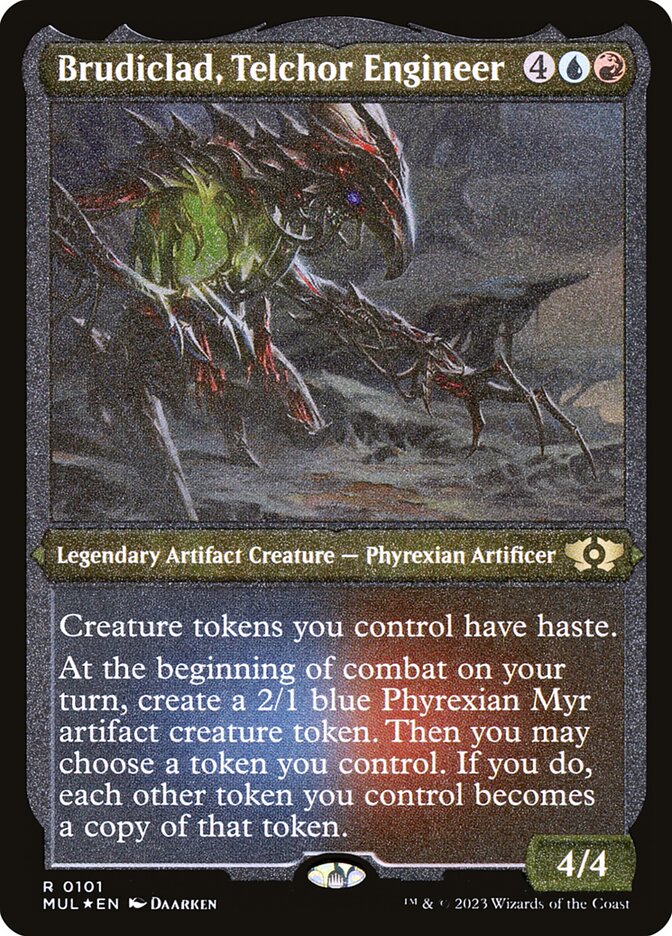 Brudiclad, Telchor Engineer 4
Legendary Artifact Creature — Phyrexian Artificer
Creature tokens you control have haste.
At the beginning of combat on your
turn, create a 2/1 blue Phyrexian Myr
artifact creature token. Then you may
choose a token you control. If you do,
each other token you control becomes
a copy of that token.
4/4
R 0101
MUL★EN DAARKEN
™ & © 2023 Wizards of the Coast